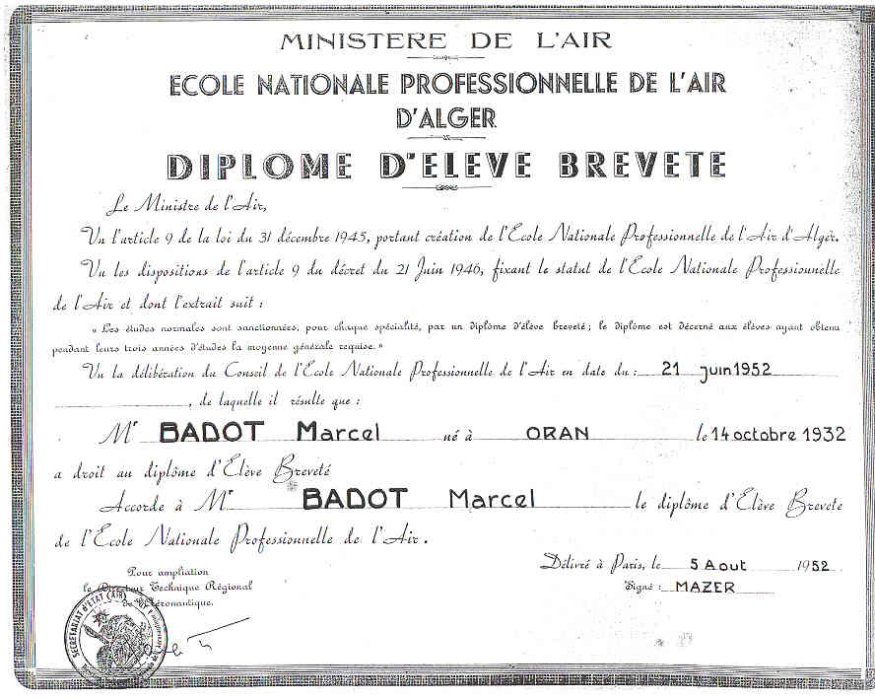 MINISTERE DE L'AIR
ECOLE NATIONALE PROFESSIONNELLE DE L'AIR
D'ALGER
DIPLOME D'ELEVE BREVETE
Le Ministre de l'Air,
Vu l'article 9 de la loi du 31 décembre 1945, portant création de l'Ecole Nationale Professionnelle de l'Air d'Alger.
Vu les dispositions de l'article 9 du décret du 21 Juin 1946, fixant le statut de l'Ecole Nationale Professionnelle
de l'Air et dont l'extrait suit :
« Les études normales sont sanctionnées, pour chaque spécialité, par un diplôme d'élève breveté ; le diplôme est décerné aux élèves ayant obtenu
pendant leurs trois années d'études la moyenne générale requise. »
Vu la délibération du Conseil de l'Ecole Nationale Professionnelle de l'Air en date du : 21 juin 1952
, de laquelle il résulte que :
Mr BADOT Marcel né à ORAN le 14 octobre 1932
a droit au diplôme d'Elève Breveté
Accorde à Mr BADOT Marcel le diplôme d'Elève Breveté
de l'Ecole Nationale Professionnelle de l'Air.
Délivré à Paris, le 5 Aout 1952
Signé : MAZER
Pour ampliation
le Directeur Technique Régional
de l'Aéronautique.
SECRETARIAT D'ETAT (AIR)